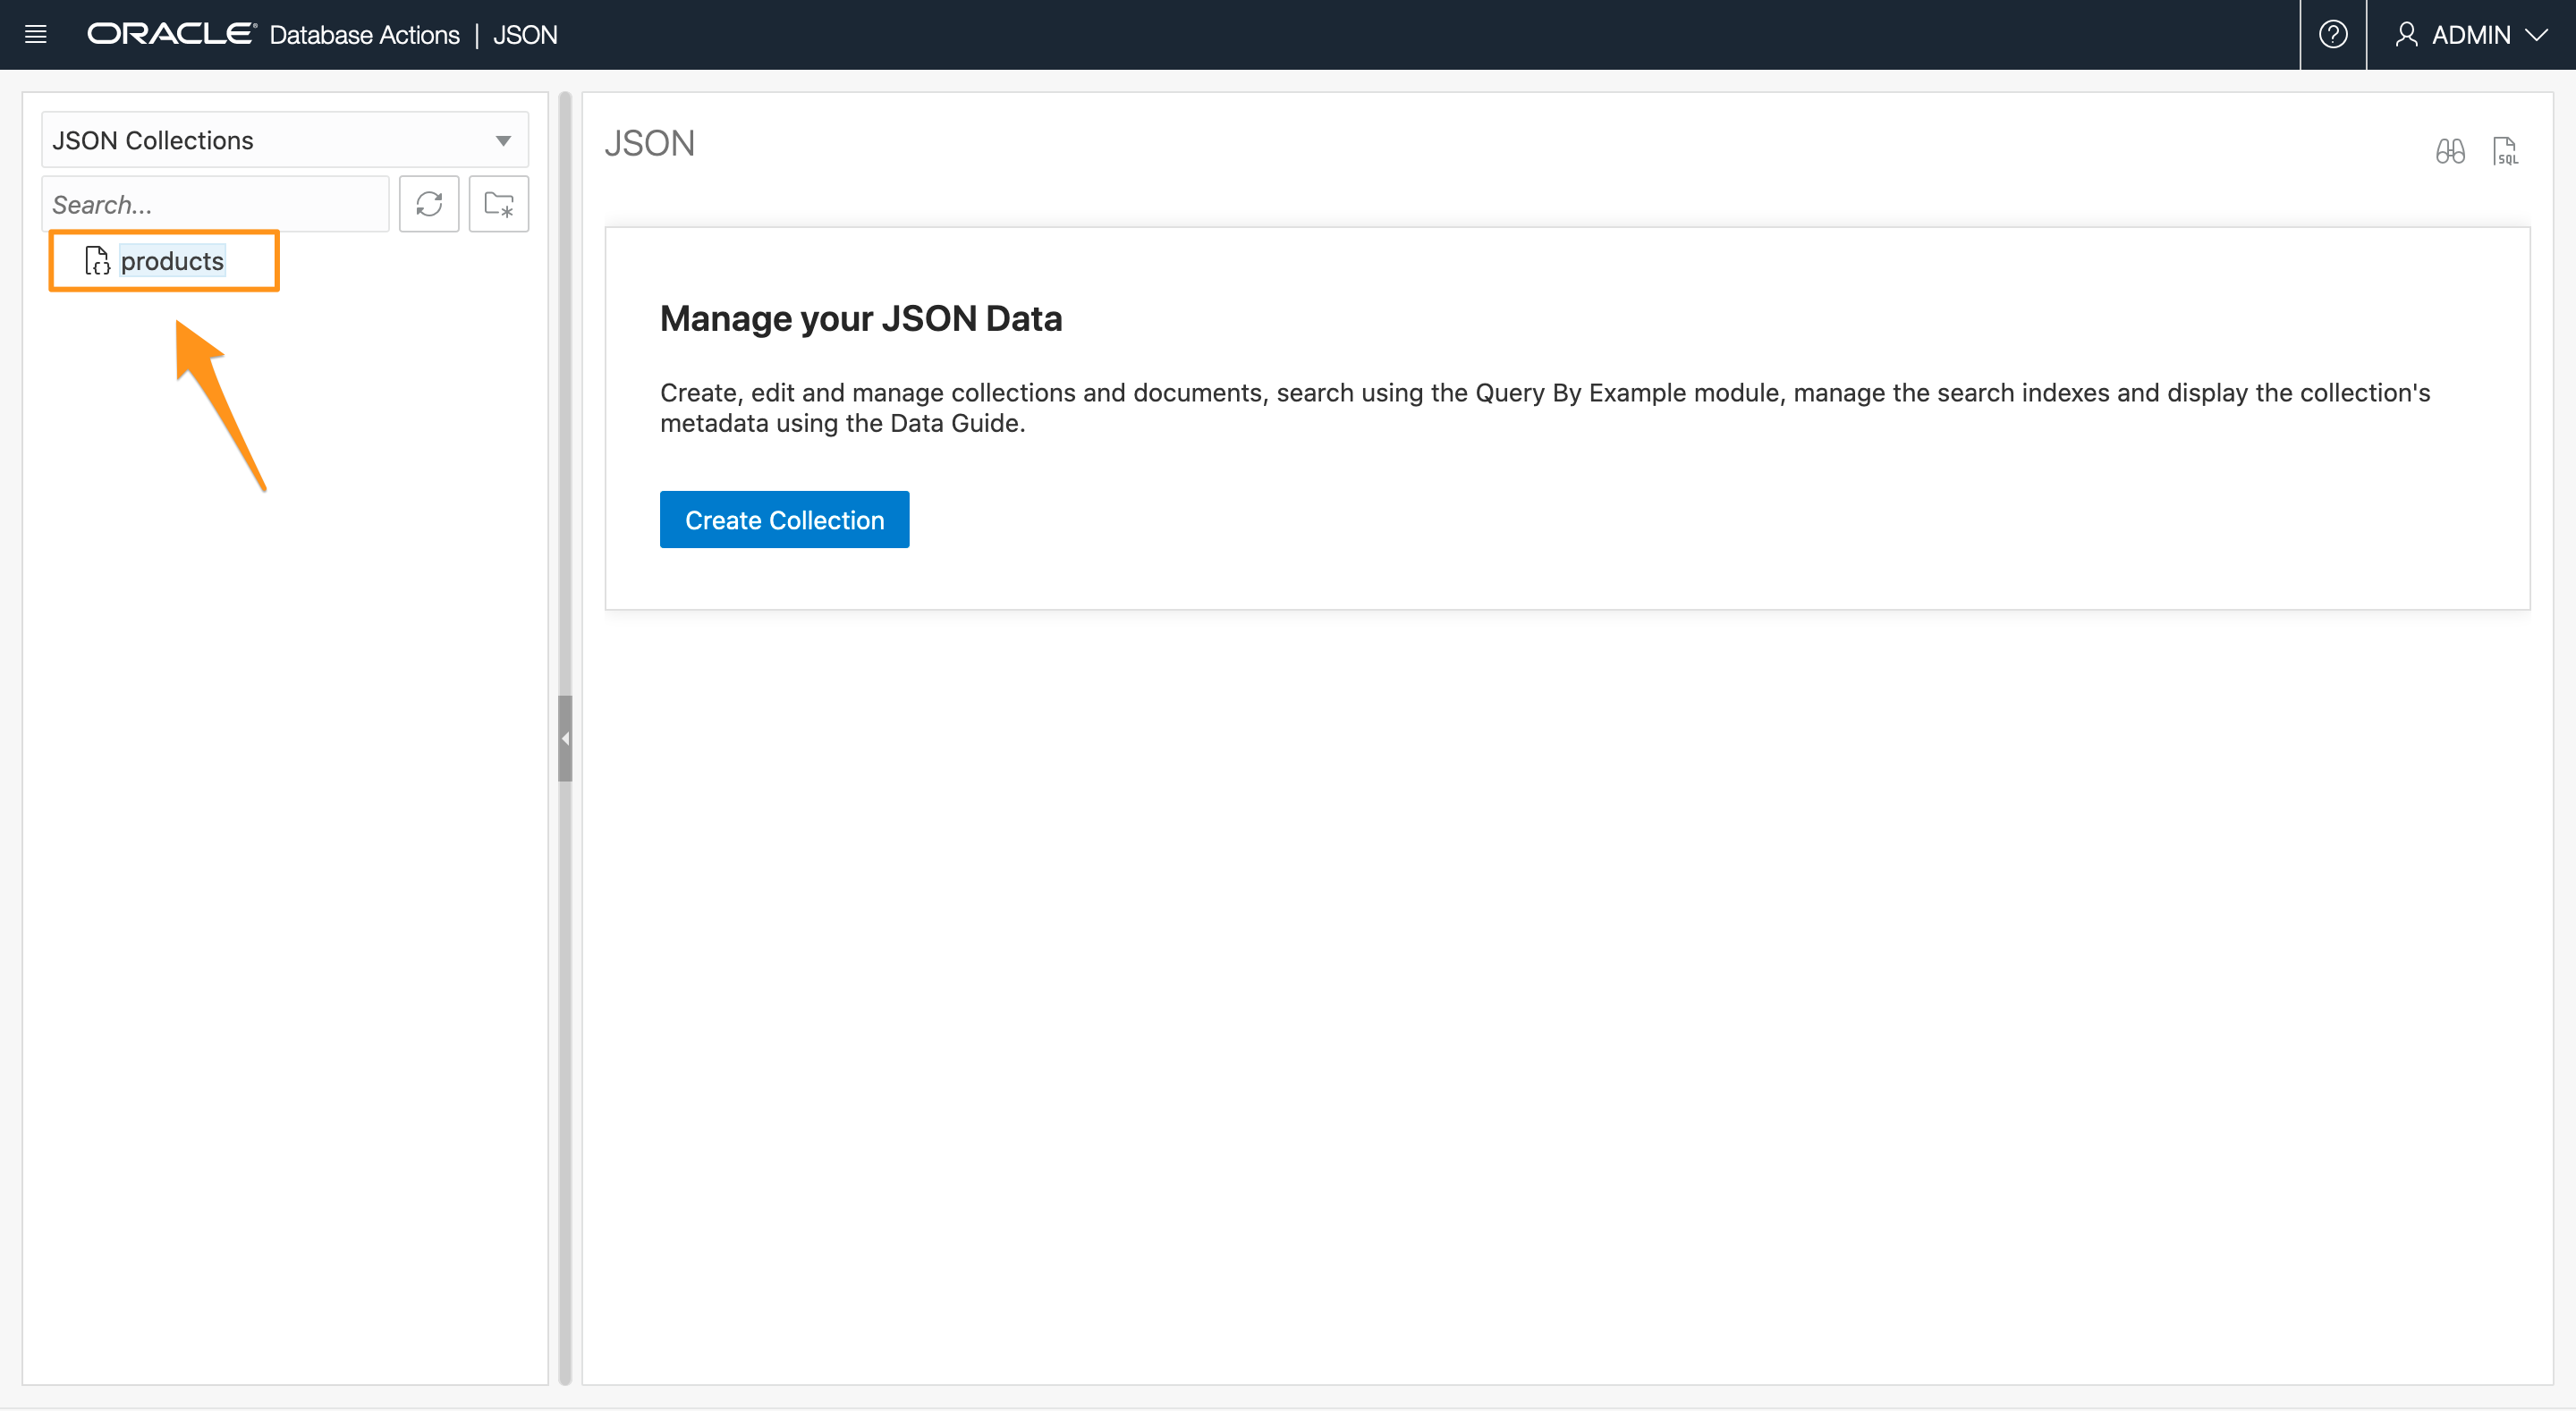 ORACLE® Database Actions | JSON
ADMIN
JSON Collections
Search...
products
JSON
SQL
Manage your JSON Data
Create, edit and manage collections and documents, search using the Query By Example module, manage the search indexes and display the collection's
metadata using the Data Guide.
Create Collection